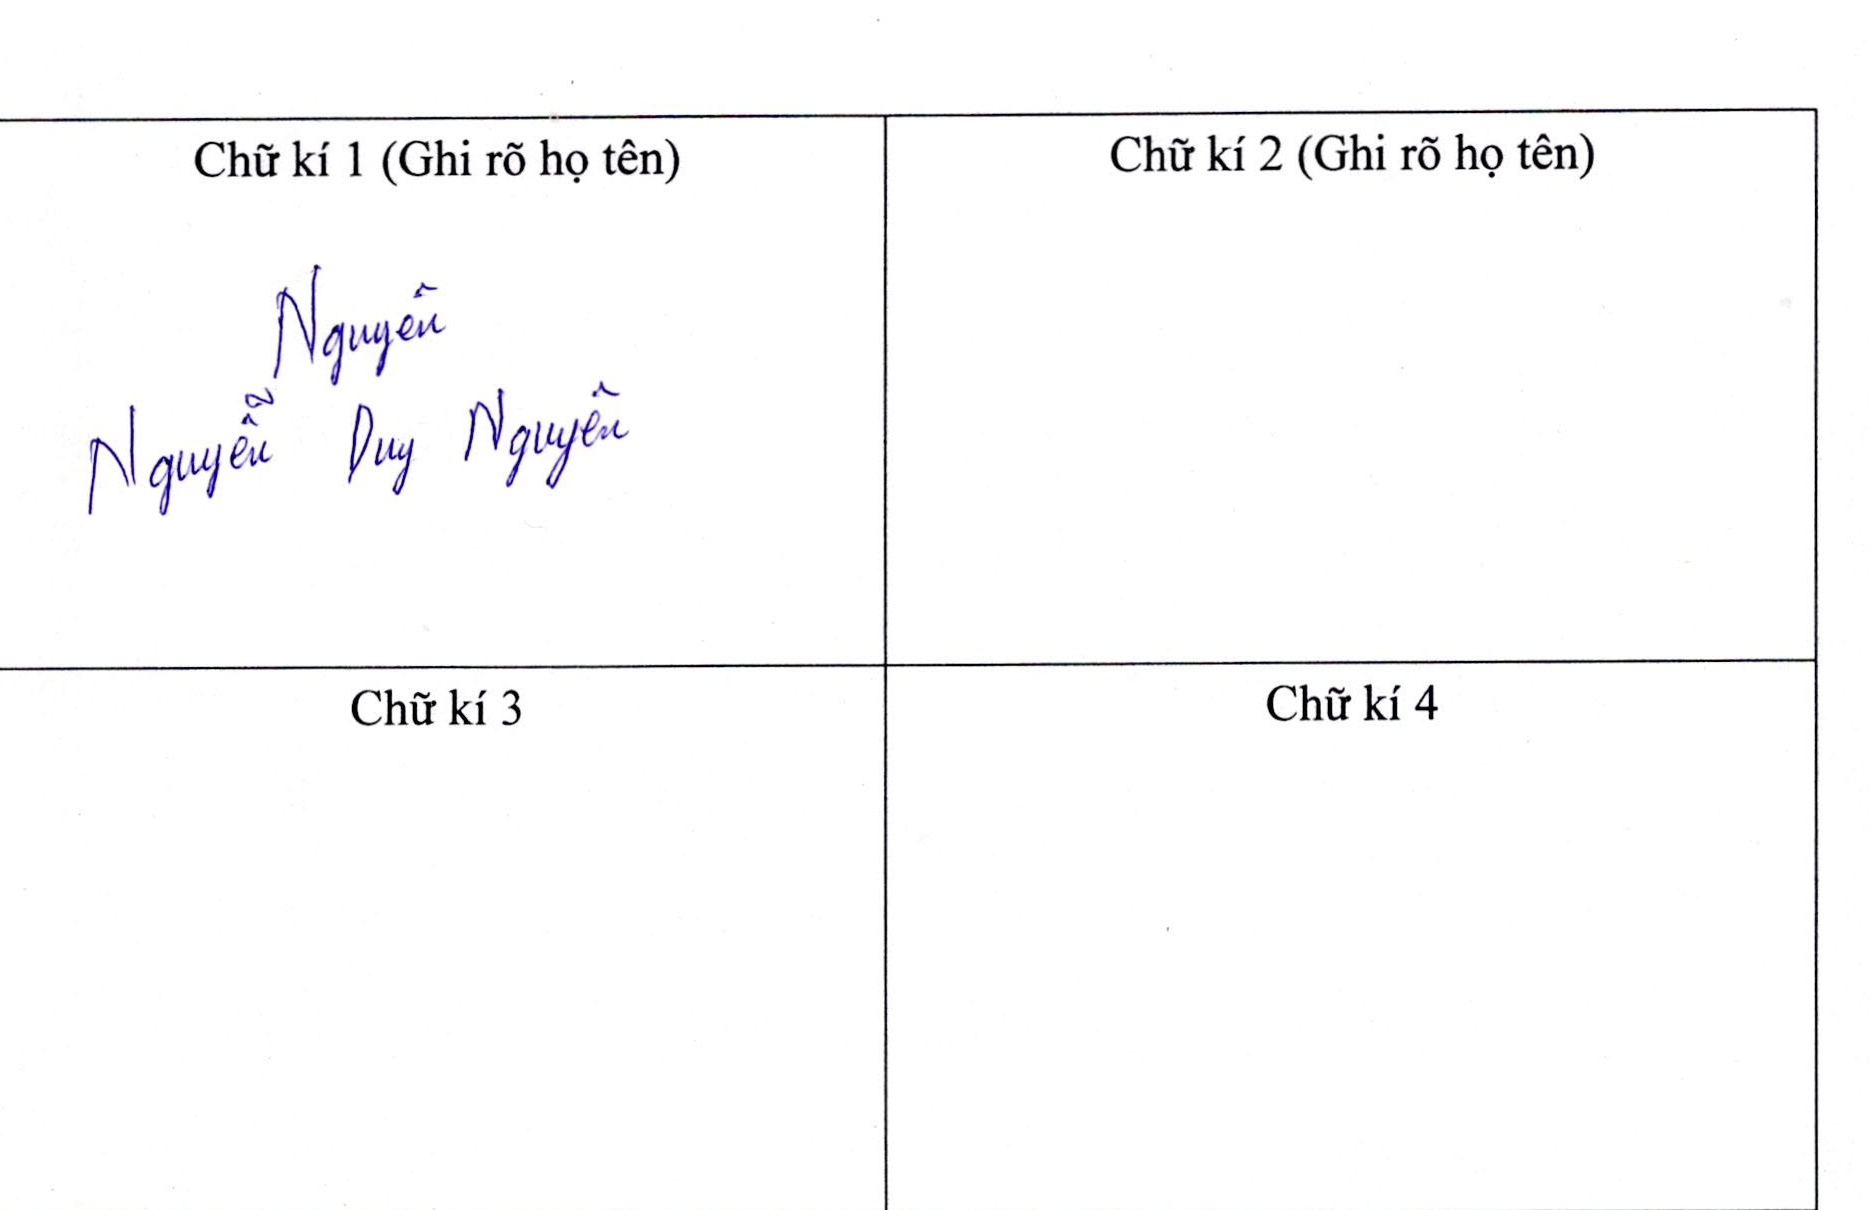 Chữ kí 1 (Ghi rõ họ tên)
Chữ kí 2 (Ghi rõ họ tên)
Nguyên
Nguyễn Duy Nguyên
Chữ kí 3
Chữ kí 4